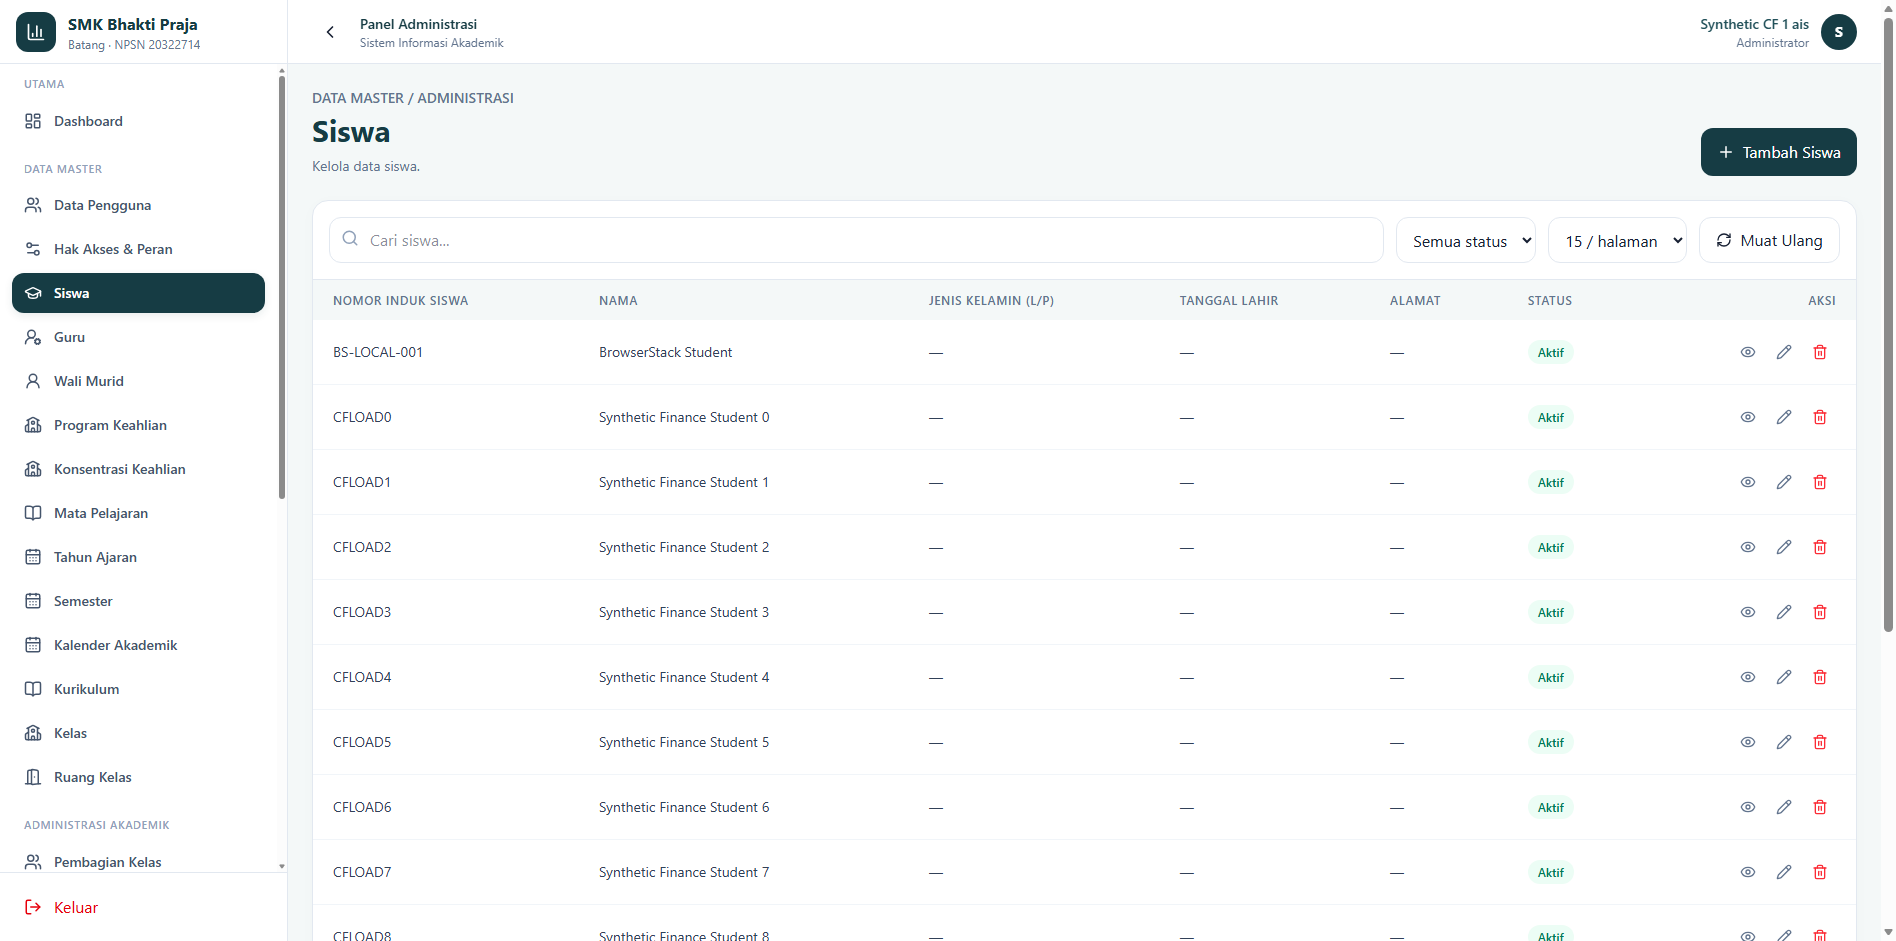 SMK Bhakti Praja
Batang · NPSN 20322714
UTAMA
Dashboard
DATA MASTER
Data Pengguna
Hak Akses & Peran
Siswa
Guru
Wali Murid
Program Keahlian
Konsentrasi Keahlian
Mata Pelajaran
Tahun Ajaran
Semester
Kalender Akademik
Kurikulum
Kelas
Ruang Kelas
ADMINISTRASI AKADEMIK
Pembagian Kelas
Keluar
Panel Administrasi
Sistem Informasi Akademik
Synthetic CF 1 ais
Administrator
S
DATA MASTER / ADMINISTRASI
Siswa
Kelola data siswa.
+ Tambah Siswa
Cari siswa...
Semua status
15 / halaman
Muat Ulang
NOMOR INDUK SISWA NAMA JENIS KELAMIN (L/P) TANGGAL LAHIR ALAMAT STATUS AKSI
BS-LOCAL-001 BrowserStack Student — — — Aktif
CFLOAD0 Synthetic Finance Student 0 — — — Aktif
CFLOAD1 Synthetic Finance Student 1 — — — Aktif
CFLOAD2 Synthetic Finance Student 2 — — — Aktif
CFLOAD3 Synthetic Finance Student 3 — — — Aktif
CFLOAD4 Synthetic Finance Student 4 — — — Aktif
CFLOAD5 Synthetic Finance Student 5 — — — Aktif
CFLOAD6 Synthetic Finance Student 6 — — — Aktif
CFLOAD7 Synthetic Finance Student 7 — — — Aktif
CFLOAD8 Synthetic Finance Student 8 — — — Aktif